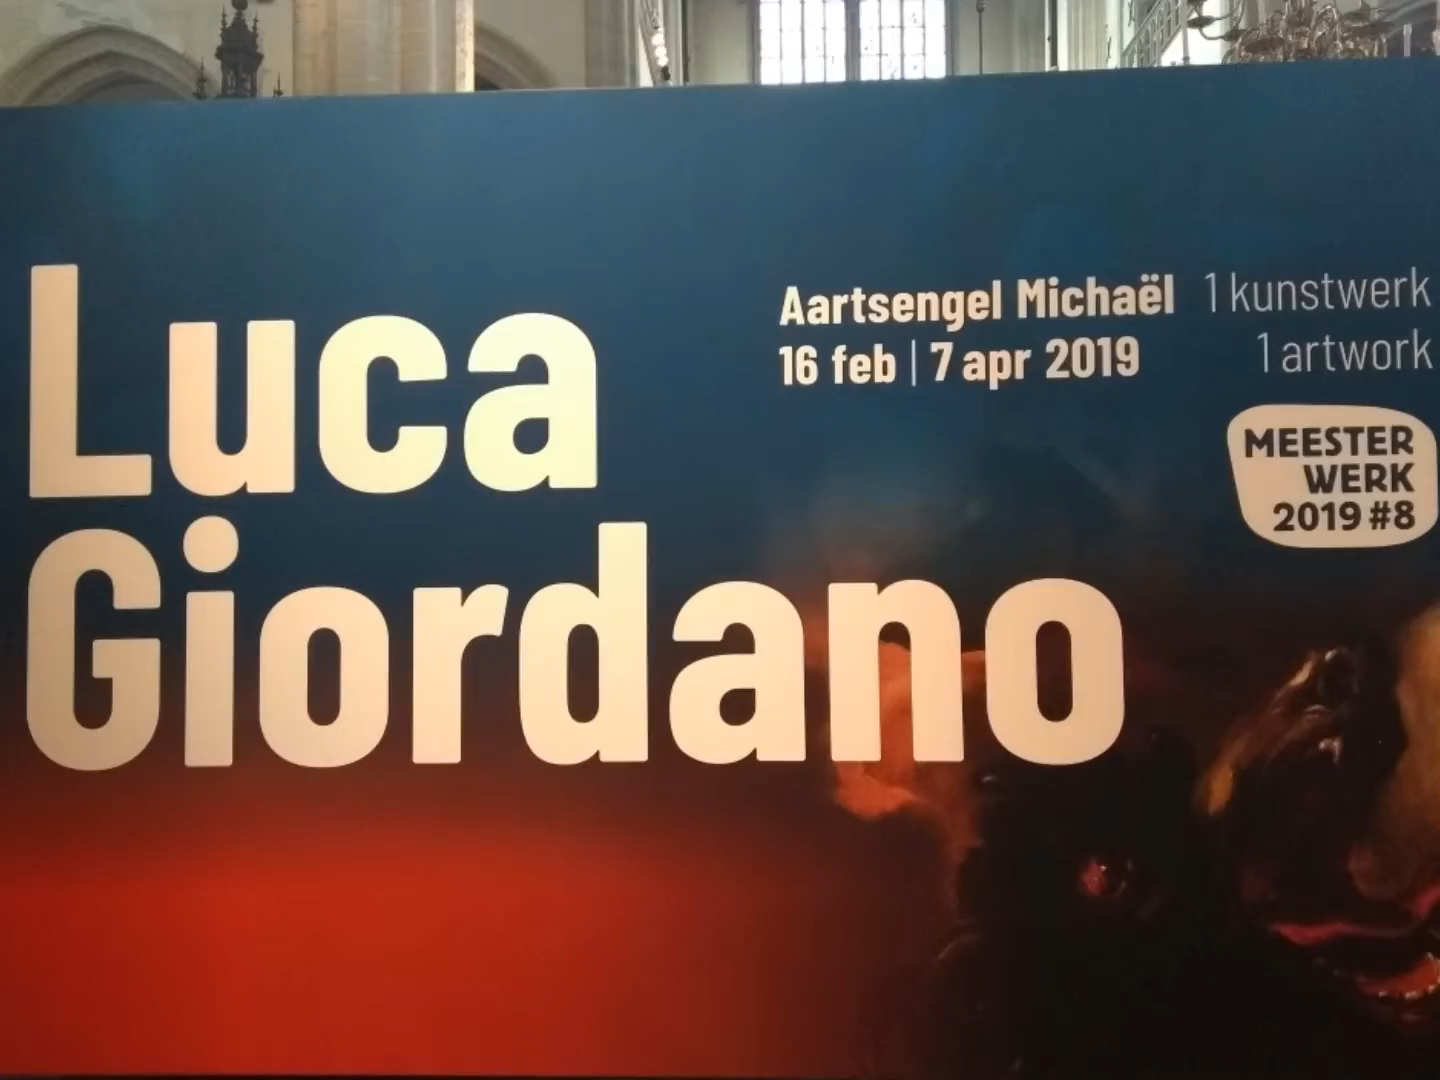 Luca
Giordano
Aartsengel Michaël
16 feb | 7 apr 2019
1 kunstwerk
1 artwork
MEESTER
WERK
2019 #8